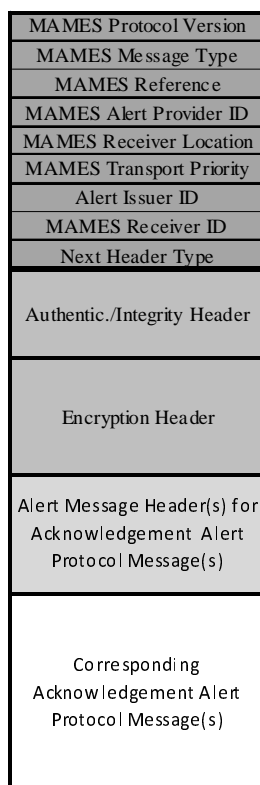 MAMES Protocol Version
MAMES Message Type
MAMES Reference
MAMES Alert Provider ID
MAMES Receiver Location
MAMES Transport Priority
Alert Issuer ID
MAMES Receiver ID
Next Header Type
Authentic./Integrity Header
Encryption Header
Alert Message Header(s) for
Acknowledgement Alert
Protocol Message(s)
Corresponding
Acknowledgement Alert
Protocol Message(s)